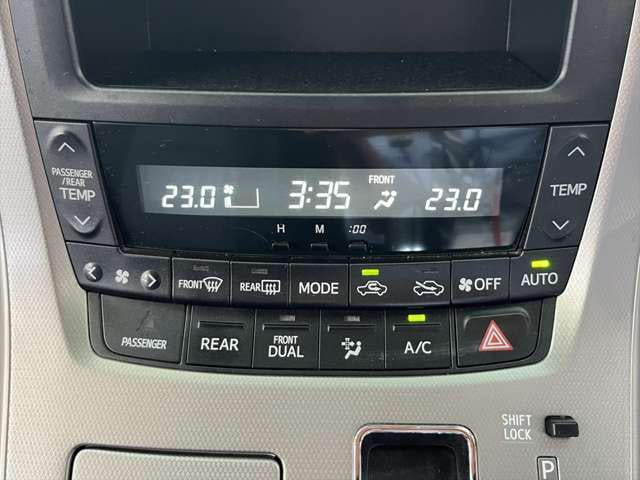 PASSENGER
/REAR
TEMP
23.0 3:35 FRONT 23.0
TEMP
H M :00
FRONT REAR MODE OFF AUTO
PASSENGER REAR FRONT DUAL A/C
SHIFT
LOCK
P